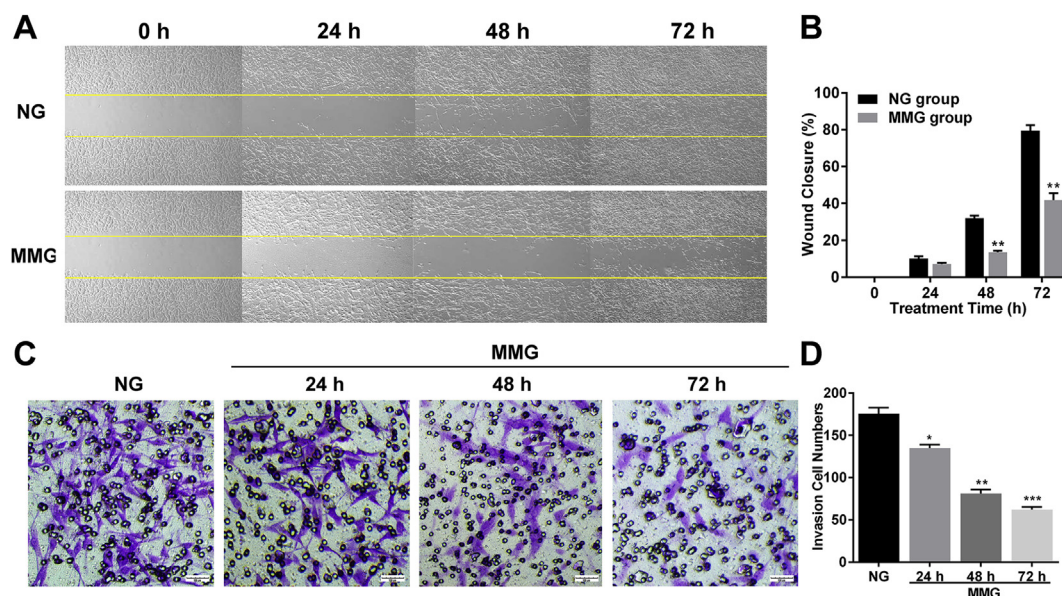 A
0 h
24 h
48 h
72 h
NG
MMG
B
NG group
MMG group
100
80
60
40
20
0
Wound Closure (%)
**
**
0
24
48
72
Treatment Time (h)
C
MMG
NG
24 h
48 h
72 h
D
200
150
100
50
0
Invasion Cell Numbers
*
**
***
NG
24 h
48 h
72 h
MMG